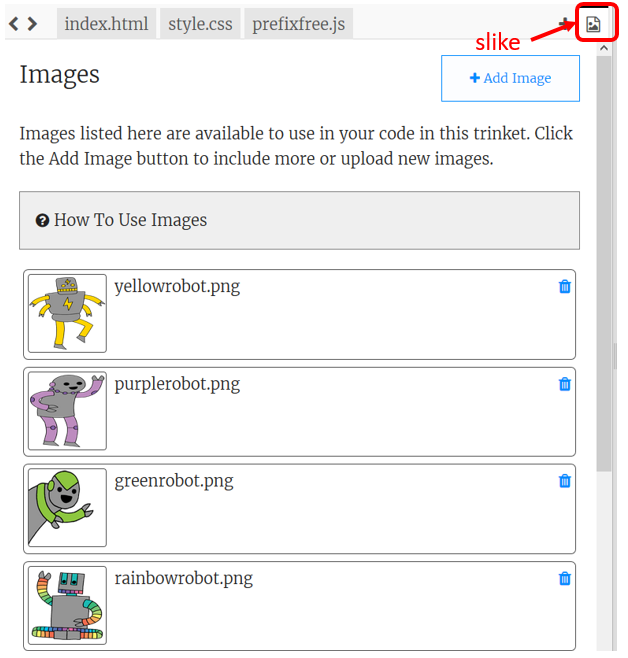 index.html style.css prefixfree.js
slike
Images
Add Image
Images listed here are available to use in your code in this trinket. Click
the Add Image button to include more or upload new images.
How To Use Images
yellowrobot.png
purplerobot.png
greenrobot.png
rainbowrobot.png